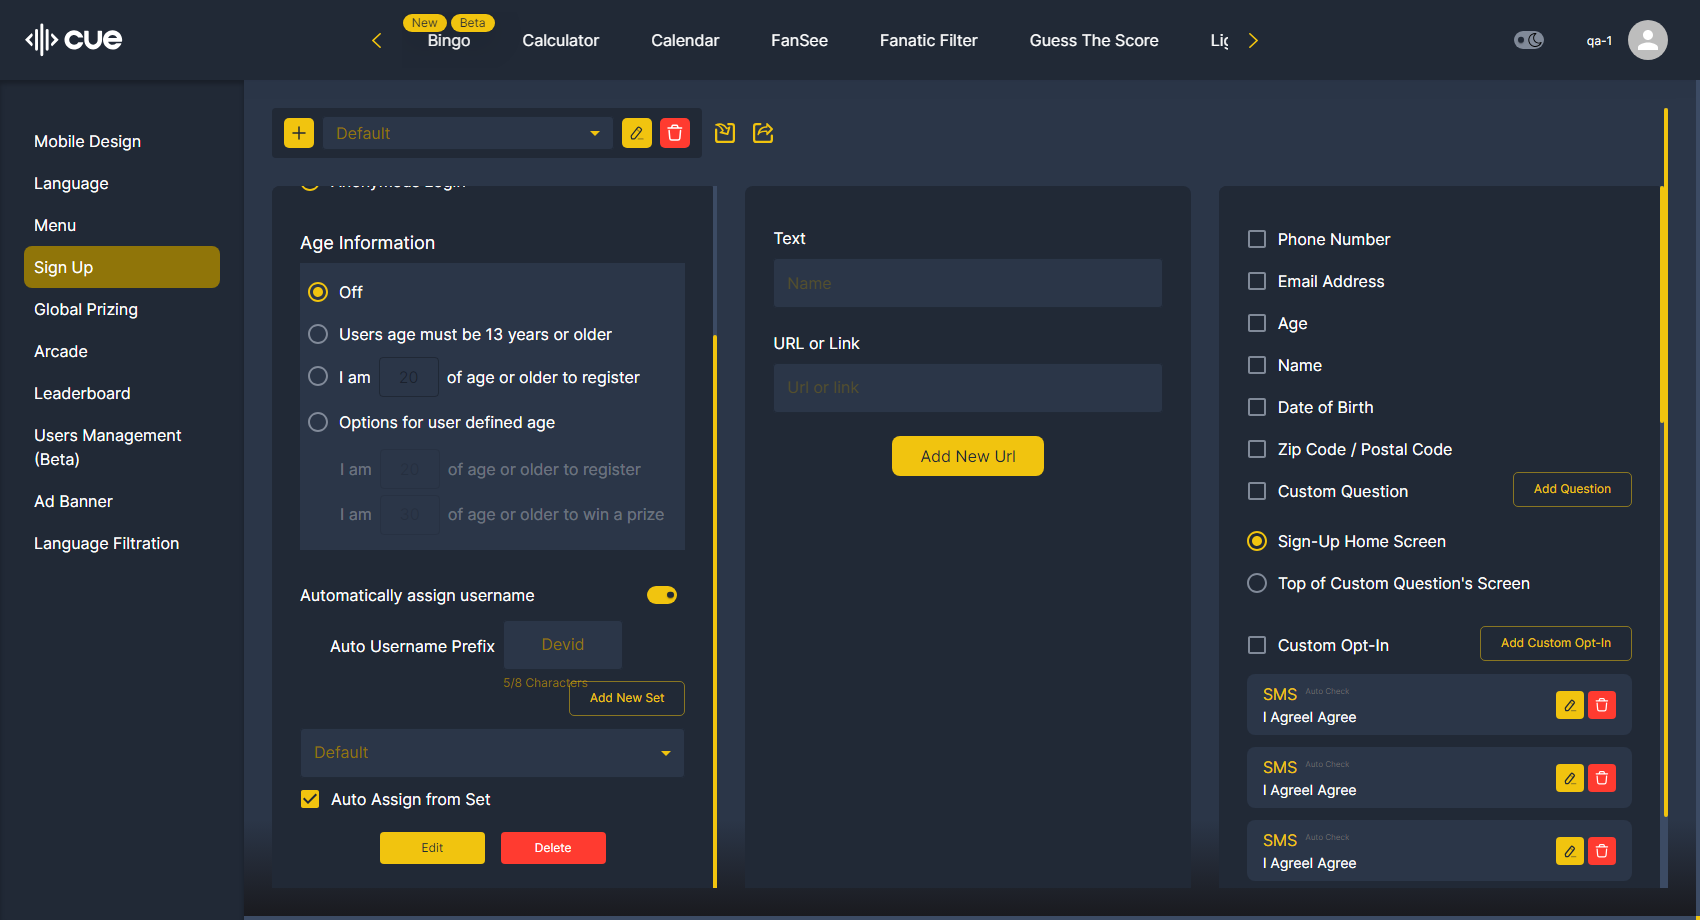 cue
New Beta
Bingo
Calculator
Calendar
FanSee
Fanatic Filter
Guess The Score
Lig
qa-1
Mobile Design
Language
Menu
Sign Up
Global Prizing
Arcade
Leaderboard
Users Management
(Beta)
Ad Banner
Language Filtration
Default
Anonymous Login
Age Information
Off
Users age must be 13 years or older
I am 20 of age or older to register
Options for user defined age
I am 20 of age or older to register
I am 30 of age or older to win a prize
Automatically assign username
Auto Username Prefix Devid
5/8 Characters
Add New Set
Default
Auto Assign from Set
Edit Delete
Text
Name
URL or Link
Url or link
Add New Url
Phone Number
Email Address
Age
Name
Date of Birth
Zip Code / Postal Code
Custom Question Add Question
Sign-Up Home Screen
Top of Custom Question's Screen
Custom Opt-In Add Custom Opt-In
SMS Auto Check
I AgreeI Agree
SMS Auto Check
I AgreeI Agree
SMS Auto Check
I AgreeI Agree